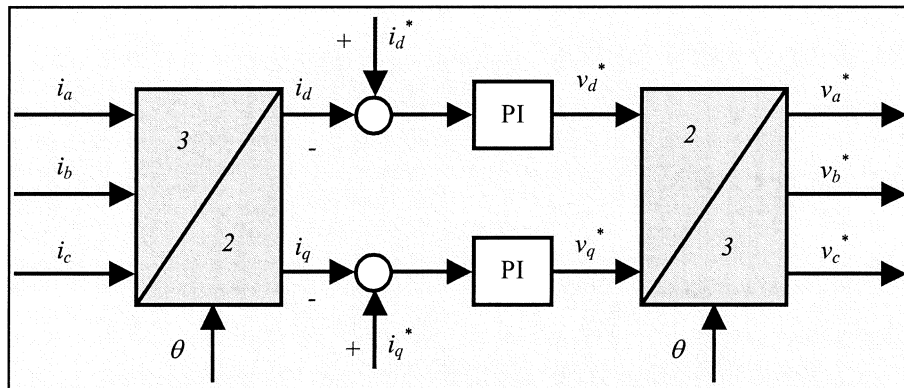 + i_d^*
i_a i_d v_d^* v_a^*
3 PI 2
-
i_b v_b^*
i_c 2 i_q v_q^* 3 v_c^*
PI
-
θ + i_q^* θ